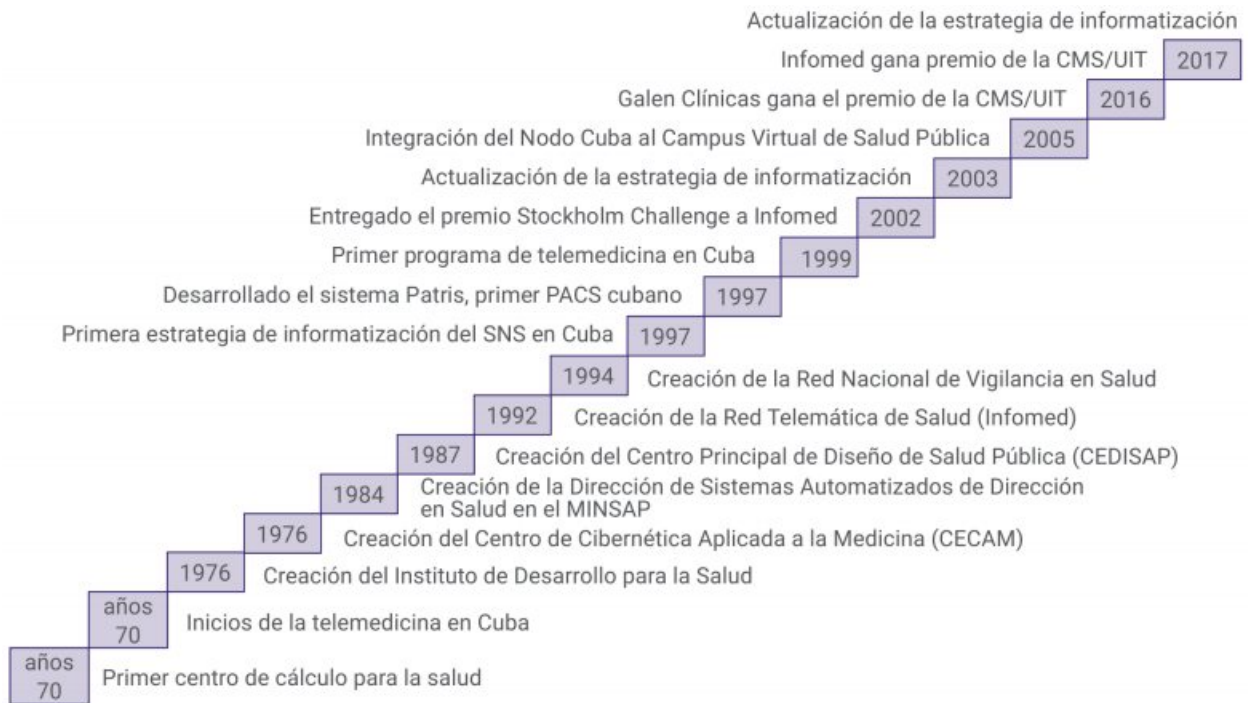 Actualización de la estrategia de informatización
Infomed gana premio de la CMS/UIT 2017
Galen Clínicas gana el premio de la CMS/UIT 2016
Integración del Nodo Cuba al Campus Virtual de Salud Pública 2005
Actualización de la estrategia de informatización 2003
Entregado el premio Stockholm Challenge a Infomed 2002
Primer programa de telemedicina en Cuba 1999
Desarrollado el sistema Patris, primer PACS cubano 1997
Primera estrategia de informatización del SNS en Cuba 1997
1994 Creación de la Red Nacional de Vigilancia en Salud
1992 Creación de la Red Telemática de Salud (Infomed)
1987 Creación del Centro Principal de Diseño de Salud Pública (CEDISAP)
1984 Creación de la Dirección de Sistemas Automatizados de Dirección
en Salud en el MINSAP
1976 Creación del Centro de Cibernética Aplicada a la Medicina (CECAM)
1976 Creación del Instituto de Desarrollo para la Salud
años
70 Inicios de la telemedicina en Cuba
años
70 Primer centro de cálculo para la salud